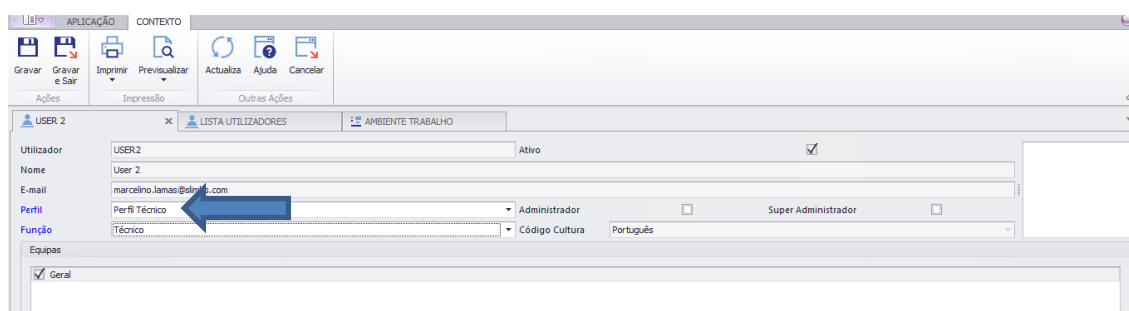 APLICAÇÃO CONTEXTO
Gravar Gravar e Sair Imprimir Previsualizar Actualiza Ajuda Cancelar
Ações Impressão Outras Ações
USER 2 LISTA UTILIZADORES AMBIENTE TRABALHO
Utilizador USER2 Ativo
Nome User 2
E-mail .com
Perfil Perfil Técnico Administrador Super Administrador
Função Técnico Código Cultura Português
Equipas
Geral